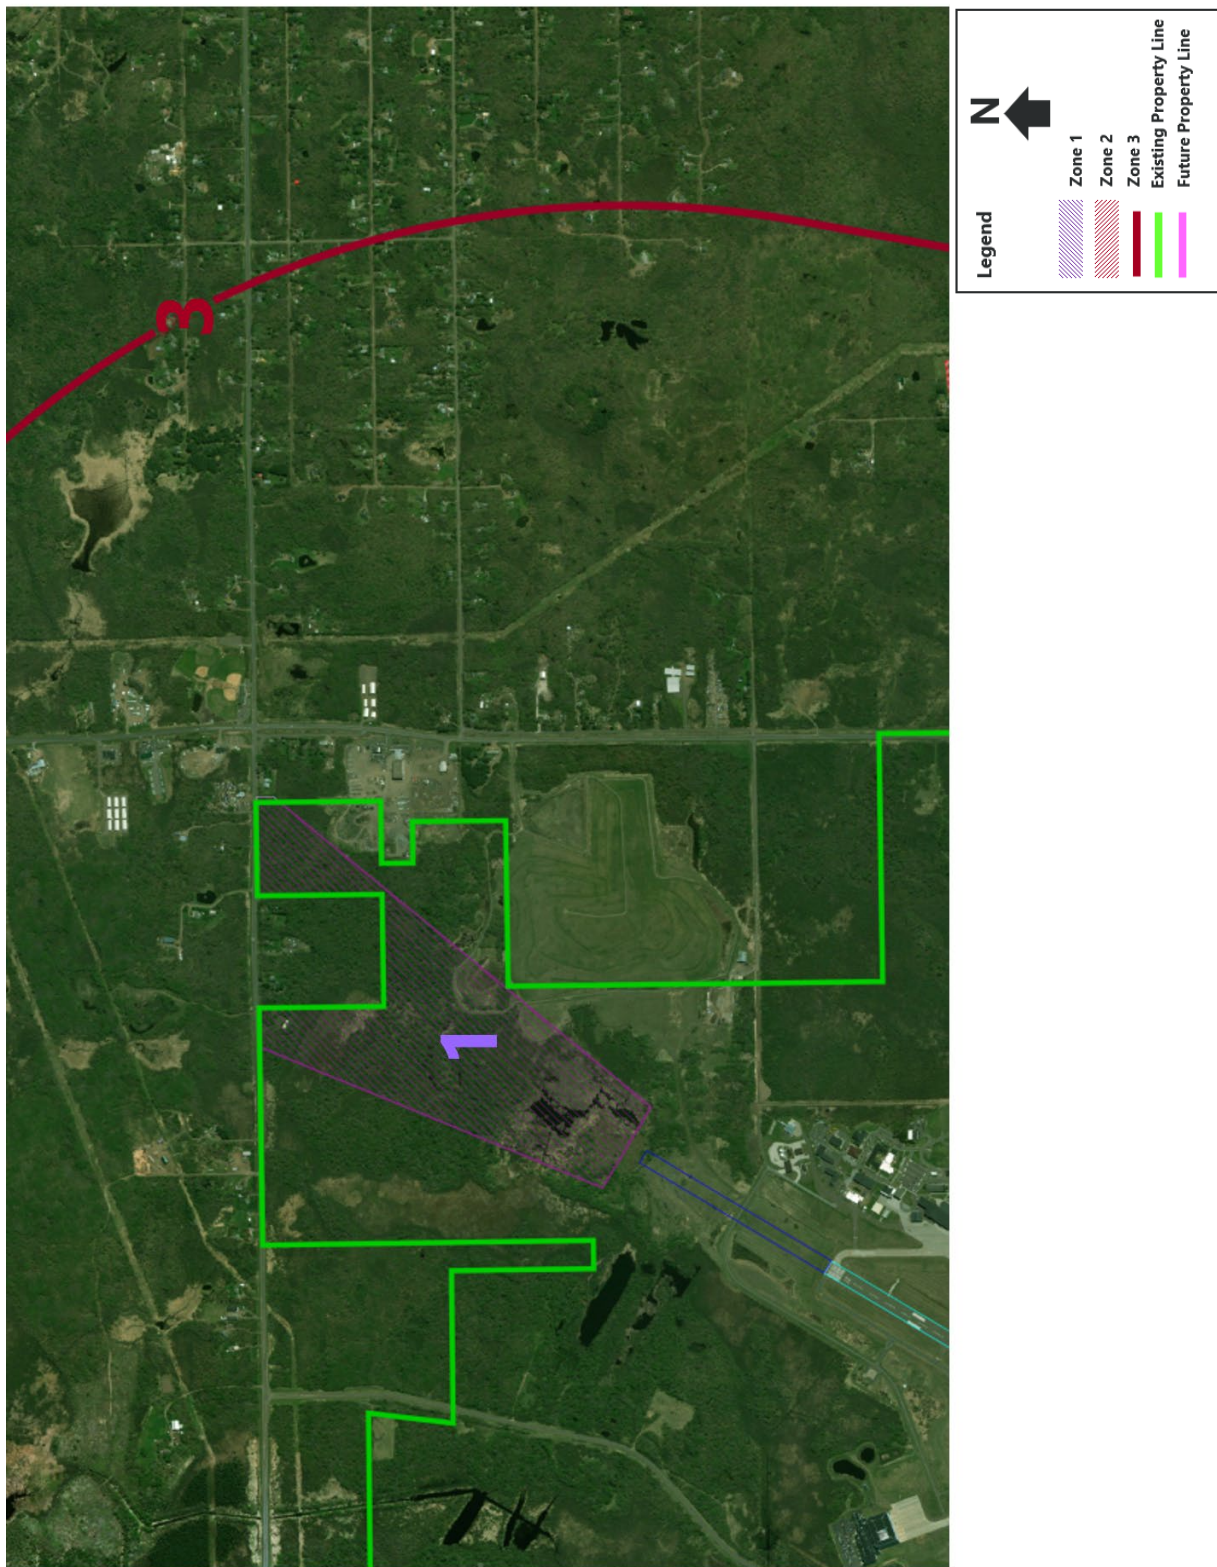 3
1
N
Legend
Zone 1
Zone 2
Zone 3
Existing Property Line
Future Property Line